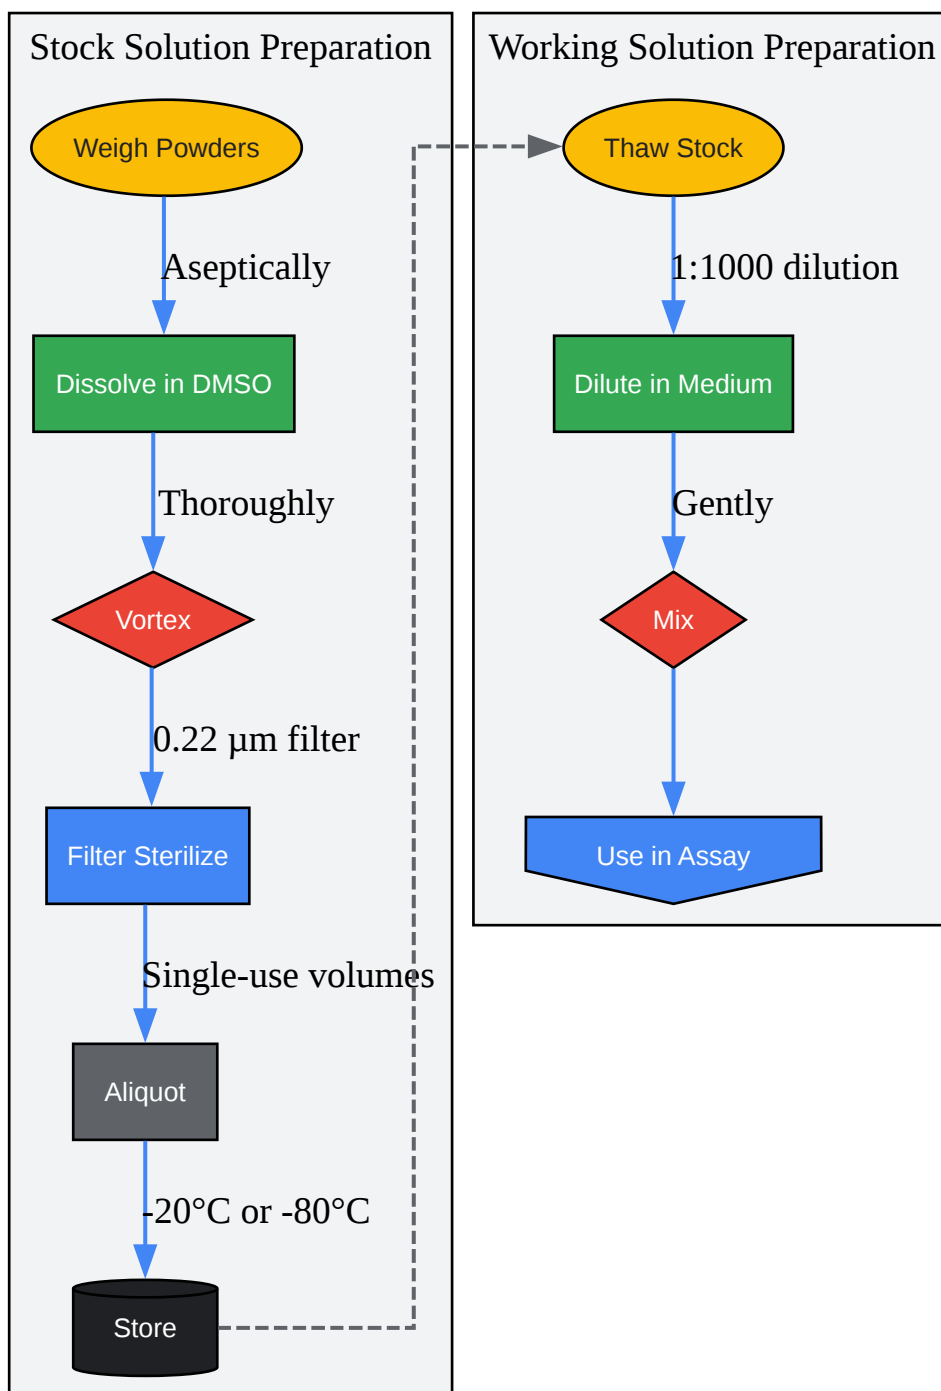 Stock Solution Preparation
Weigh Powders
Aseptically
Dissolve in DMSO
Thoroughly
Vortex
0.22 µm filter
Filter Sterilize
Single-use volumes
Aliquot
-20°C or -80°C
Store
Working Solution Preparation
Thaw Stock
1:1000 dilution
Dilute in Medium
Gently
Mix
Use in Assay